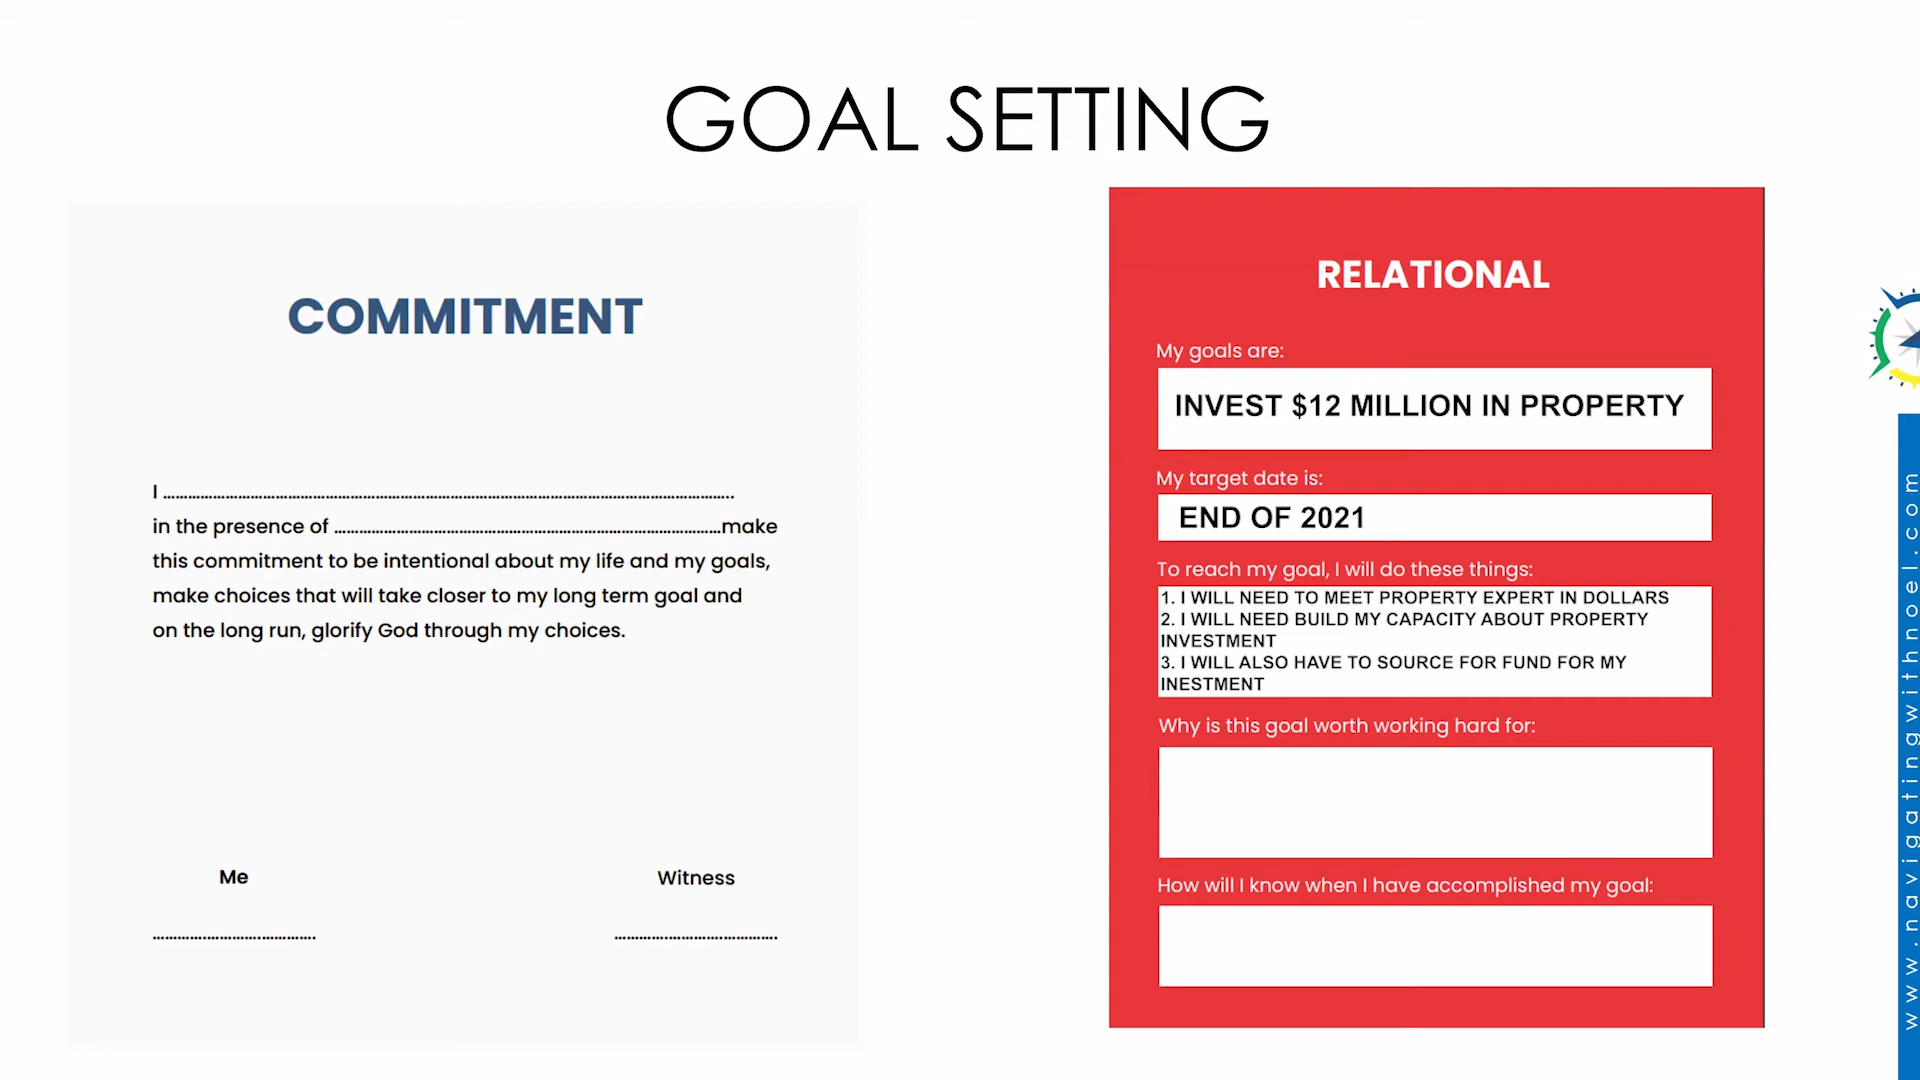 GOAL SETTING
COMMITMENT
I ............................................................
in the presence of ........................................make
this commitment to be intentional about my life and my goals,
make choices that will take closer to my long term goal and
on the long run, glorify God through my choices.
Me
Witness
..............................
..............................
RELATIONAL
My goals are:
INVEST $12 MILLION IN PROPERTY
My target date is:
END OF 2021
To reach my goal, I will do these things:
1. I WILL NEED TO MEET PROPERTY EXPERT IN DOLLARS
2. I WILL NEED BUILD MY CAPACITY ABOUT PROPERTY
INVESTMENT
3. I WILL ALSO HAVE TO SOURCE FOR FUND FOR MY
INESTMENT
Why is this goal worth working hard for:
How will I know when I have accomplished my goal:
www.navigatingwithnoel.com